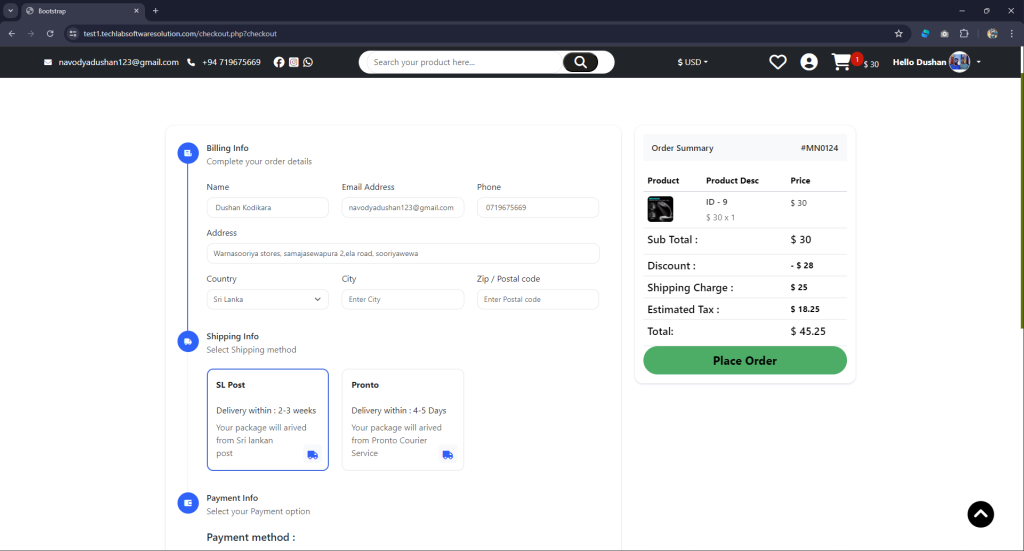 Bootstrap
test1.techlabsoftwaresolution.com/checkout.php?checkout
navodyadushan123@gmail.com +94 719675669 Search your product here... $ USD 1 $ 30 Hello Dushan
Billing Info
Complete your order details
Name Email Address Phone
Dushan Kodikara navodyadushan123@gmail.com 0719675669
Address
Warnasooriya stores, samajasewapura 2,ela road, sooriyawewa
Country City Zip / Postal code
Sri Lanka Enter City Enter Postal code
Shipping Info
Select Shipping method
SL Post
Delivery within : 2-3 weeks
Your package will arived
from Sri lankan
post
Pronto
Delivery within : 4-5 Days
Your package will arived
from Pronto Courier
Service
Payment Info
Select your Payment option
Payment method :
Order Summary #MN0124
Product Product Desc Price
ID - 9 $ 30
$ 30 x 1
Sub Total : $ 30
Discount : - $ 28
Shipping Charge : $ 25
Estimated Tax : $ 18.25
Total: $ 45.25
Place Order